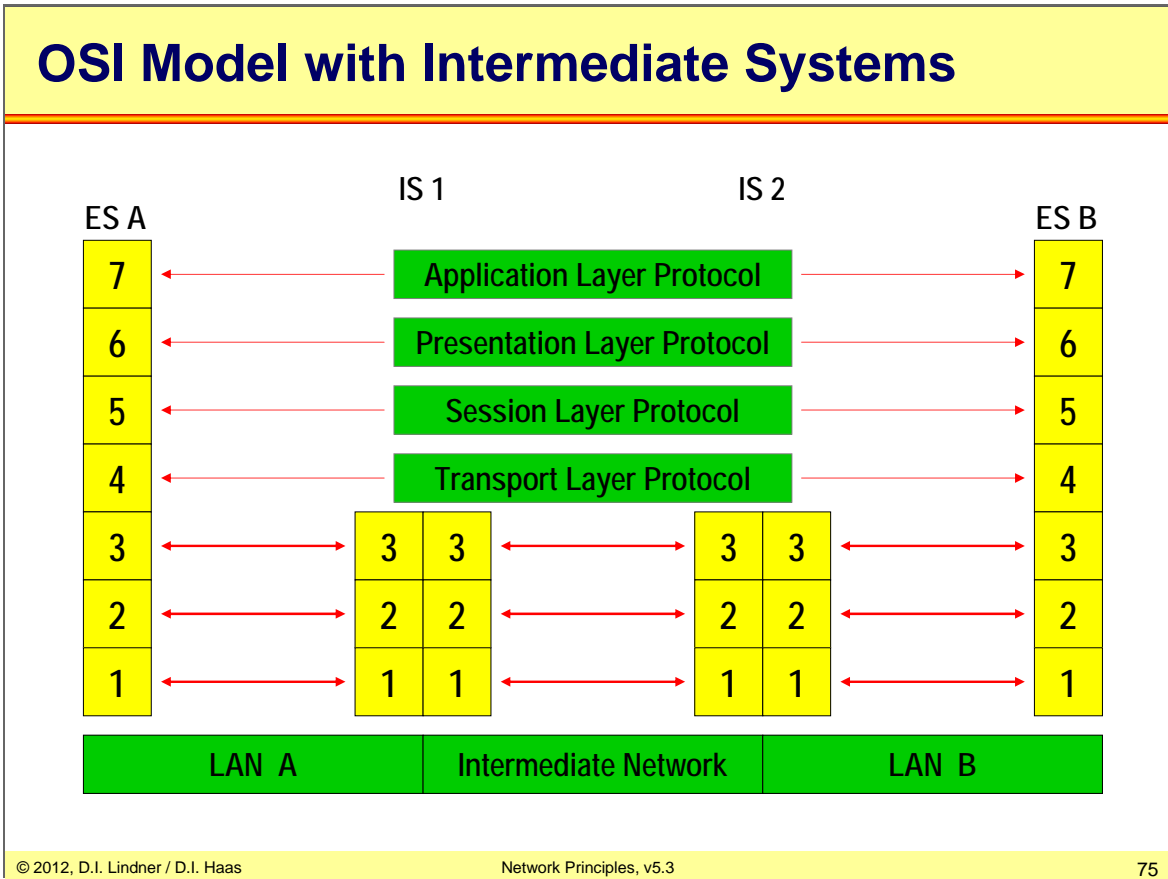 OSI Model with Intermediate Systems
IS 1 IS 2
ES A ES B
7 Application Layer Protocol 7
6 Presentation Layer Protocol 6
5 Session Layer Protocol 5
4 Transport Layer Protocol 4
3 3 3 3 3 3
2 2 2 2 2 2
1 1 1 1 1 1
LAN A Intermediate Network LAN B
© 2012, D.I. Lindner / D.I. Haas Network Principles, v5.3 75